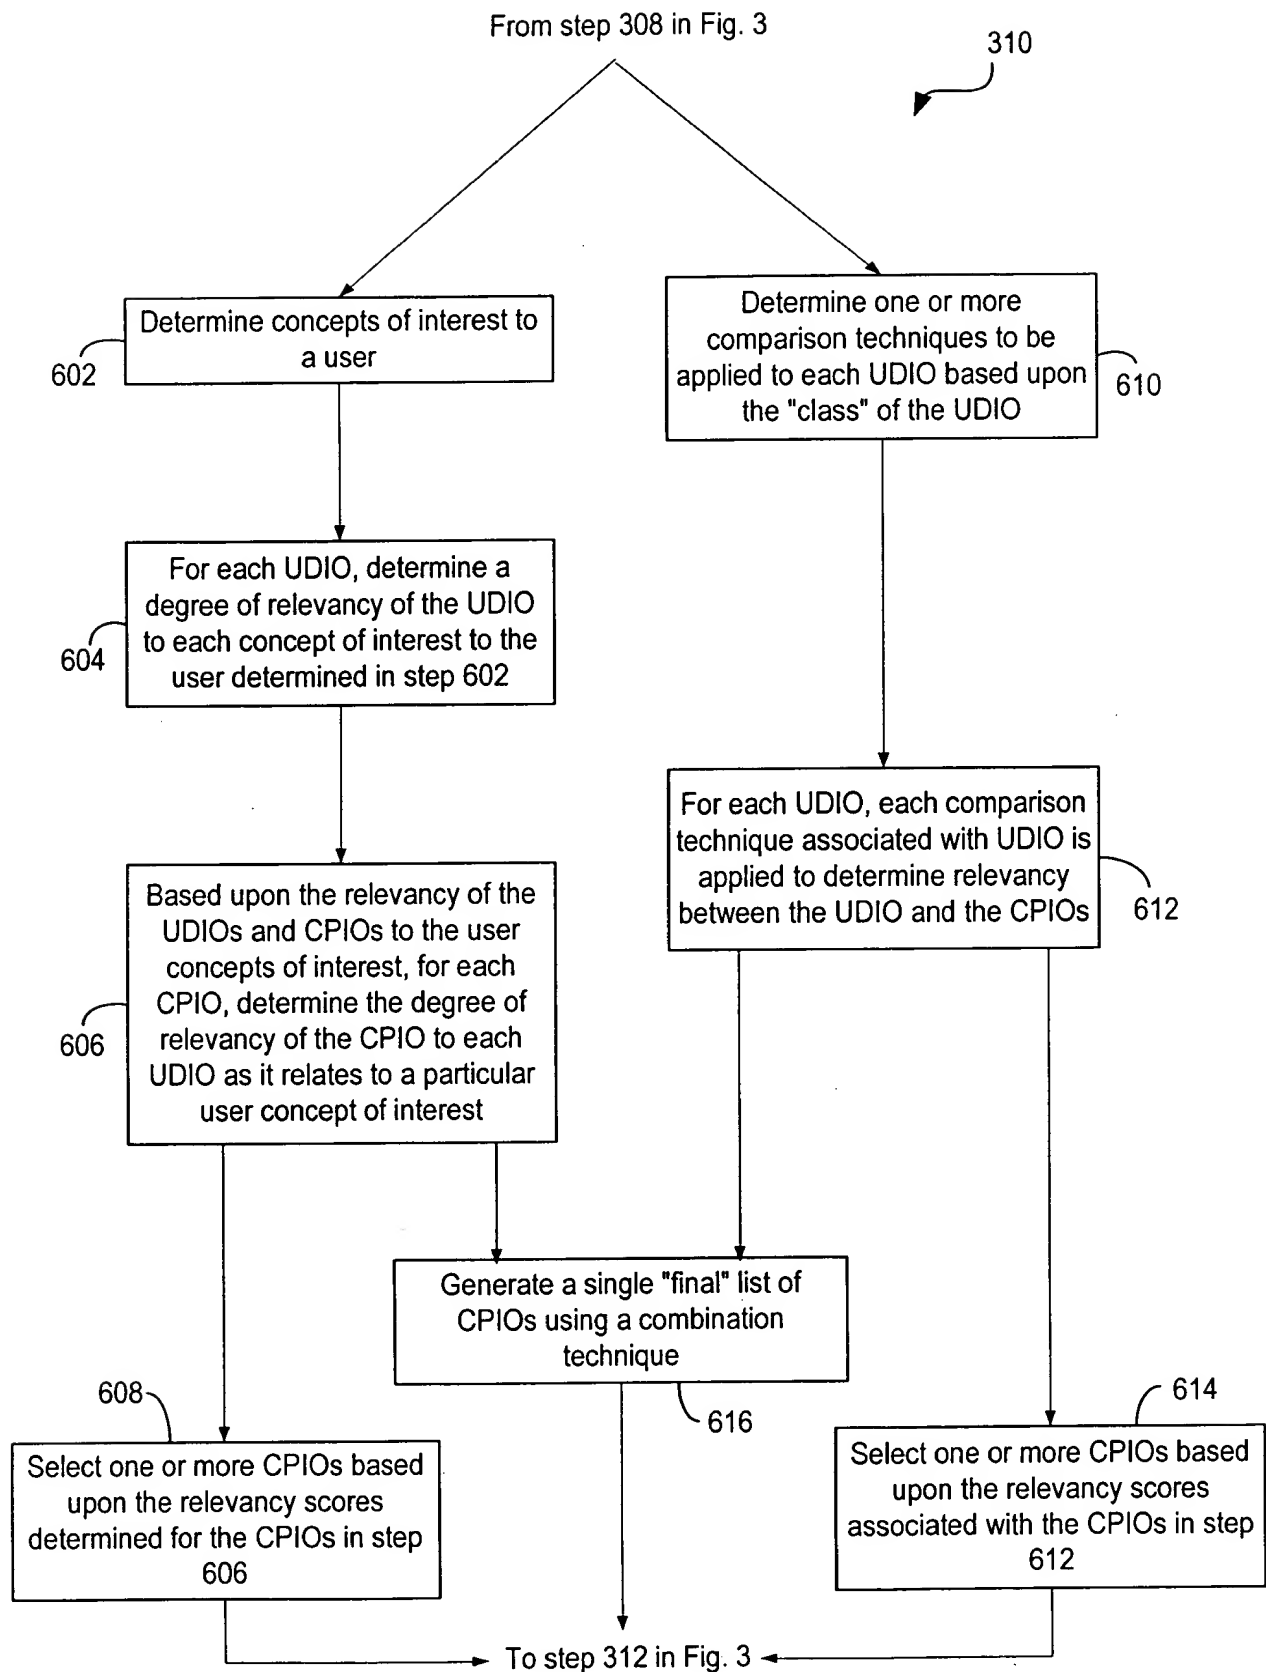 From step 308 in Fig. 3
310
Determine concepts of interest to
a user
602
Determine one or more
comparison techniques to be
applied to each UDIO based upon
the "class" of the UDIO
610
For each UDIO, determine a
degree of relevancy of the UDIO
to each concept of interest to the
user determined in step 602
604
For each UDIO, each comparison
technique associated with UDIO is
applied to determine relevancy
between the UDIO and the CPIOs
612
Based upon the relevancy of the
UDIOs and CPIOs to the user
concepts of interest, for each
CPIO, determine the degree of
relevancy of the CPIO to each
UDIO as it relates to a particular
user concept of interest
606
Generate a single "final" list of
CPIOs using a combination
technique
616
608
Select one or more CPIOs based
upon the relevancy scores
determined for the CPIOs in step
606
614
Select one or more CPIOs based
upon the relevancy scores
associated with the CPIOs in step
612
To step 312 in Fig. 3